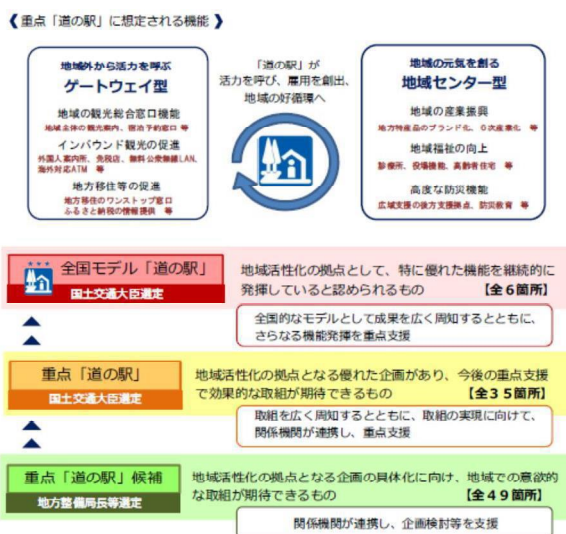 《 重点「道の駅」に想定される機能 》
地域外から活力を呼ぶ
ゲートウェイ型
地域の観光総合窓口機能
地域全体の観光案内、宿泊予約窓口 等
インバウンド観光の促進
外国人案内所、免税店、無料公衆無線LAN、
海外対応ATM 等
地方移住等の促進
地方移住のワンストップ窓口
ふるさと納税の情報提供 等
「道の駅」が
活力を呼び、雇用を創出、
地域の好循環へ
地域の元気を創る
地域センター型
地域の産業振興
地方特産品のブランド化、6次産業化 等
地域福祉の向上
診療所、役場機能、高齢者住宅 等
高度な防災機能
広域支援の後方支援拠点、防災教育 等
全国モデル「道の駅」
国土交通大臣選定
地域活性化の拠点として、特に優れた機能を継続的に
発揮していると認められるもの 【全6箇所】
全国的なモデルとして成果を広く周知するとともに、
さらなる機能発揮を重点支援
重点「道の駅」
国土交通大臣選定
地域活性化の拠点となる優れた企画があり、今後の重点支援
で効果的な取組が期待できるもの 【全35箇所】
取組を広く周知するとともに、取組の実現に向けて、
関係機関が連携し、重点支援
重点「道の駅」候補
地方整備局長等選定
地域活性化の拠点となる企画の具体化に向け、地域での意欲的
な取組が期待できるもの 【全49箇所】
関係機関が連携し、企画検討等を支援